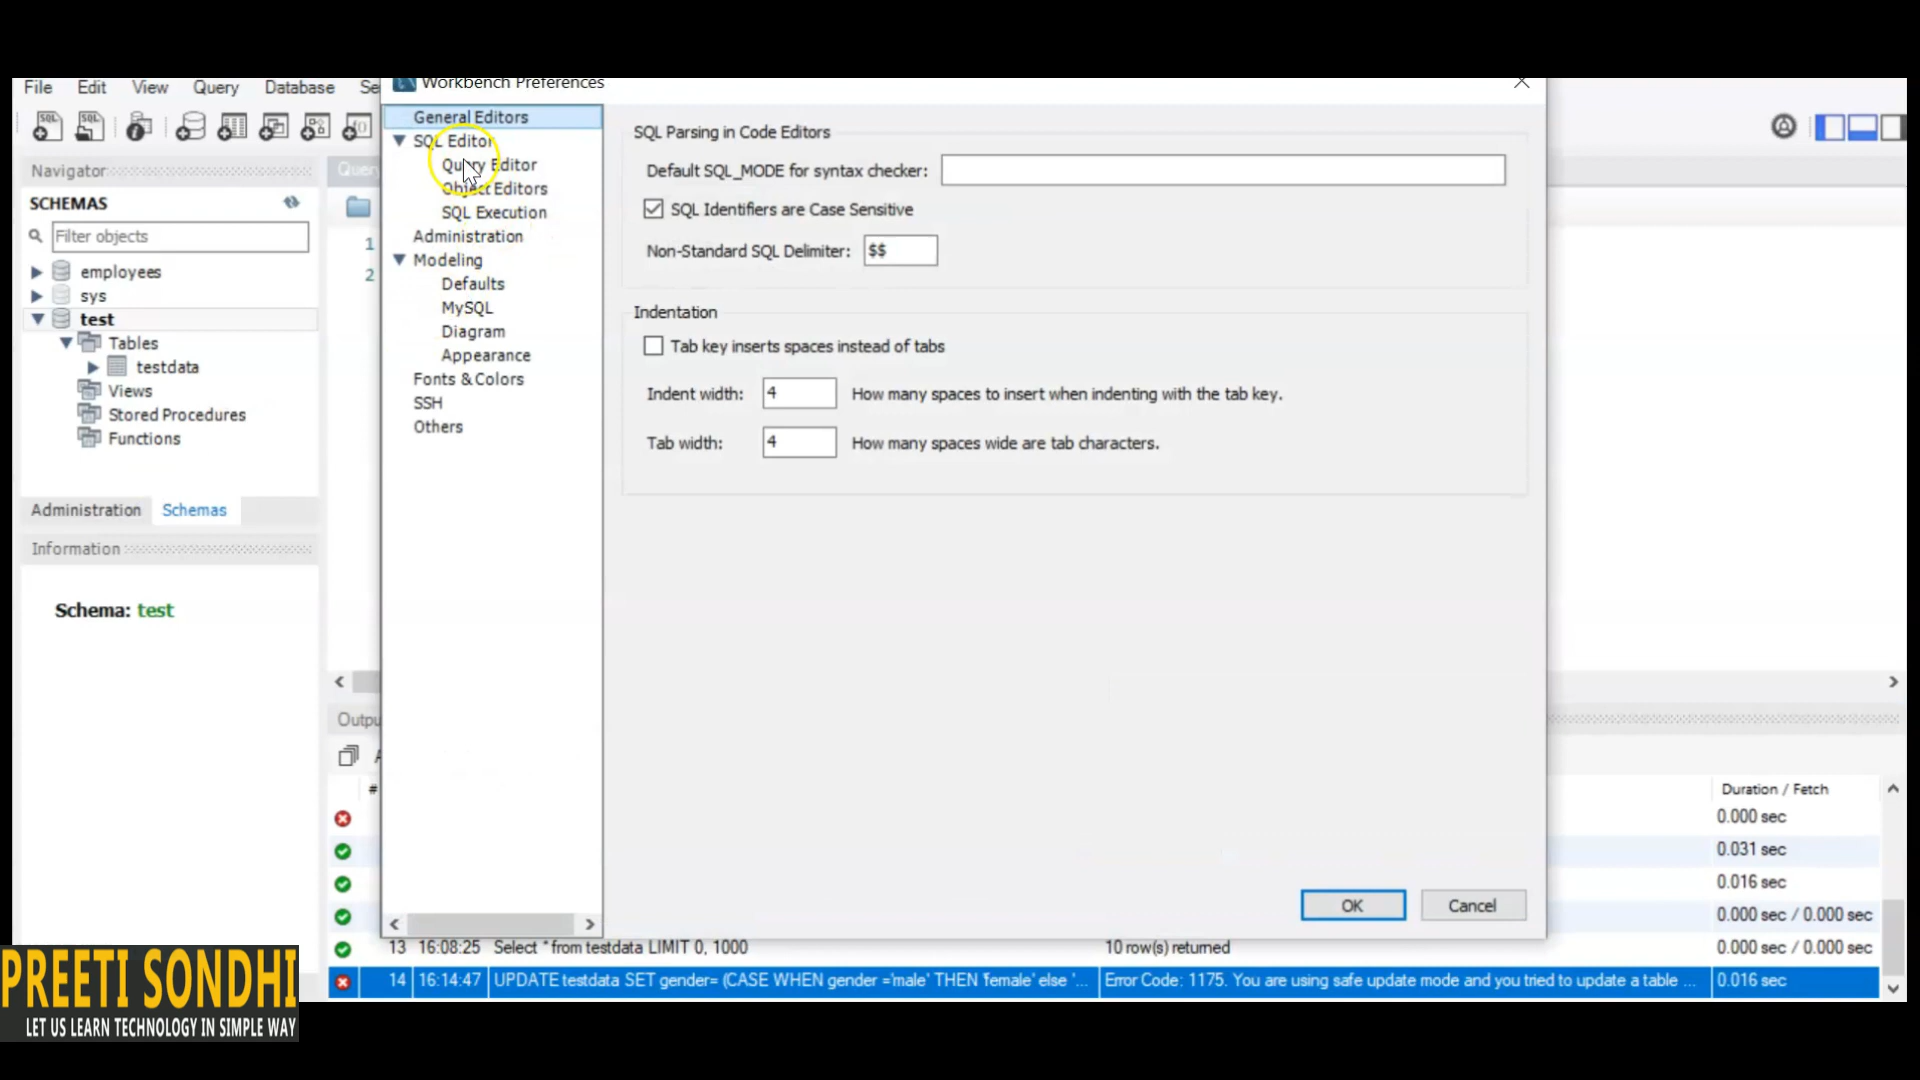 Workbench Preferences
File Edit View Query Database Se
General Editors
SQL Editor
Query Editor
Object Editors
SQL Execution
Administration
Modeling
Defaults
MySQL
Diagram
Appearance
Fonts & Colors
SSH
Others
SQL Parsing in Code Editors
Default SQL_MODE for syntax checker:
SQL Identifiers are Case Sensitive
Non-Standard SQL Delimiter: $$
Indentation
Tab key inserts spaces instead of tabs
Indent width: 4 How many spaces to insert when indenting with the tab key.
Tab width: 4 How many spaces wide are tab characters.
OK Cancel
Navigator
SCHEMAS
Filter objects
employees
sys
test
Tables
testdata
Views
Stored Procedures
Functions
Administration Schemas
Information
Schema: test
Query
1
2
Outpu
# Duration / Fetch
0.000 sec
0.031 sec
0.016 sec
0.000 sec / 0.000 sec
13 16:08:25 Select * from testdata LIMIT 0, 1000 10 row(s) returned 0.000 sec / 0.000 sec
14 16:14:47 UPDATE testdata SET gender= (CASE WHEN gender ='male' THEN 'female' else '... Error Code: 1175. You are using safe update mode and you tried to update a table ... 0.016 sec
PREETI SONDHI
LET US LEARN TECHNOLOGY IN SIMPLE WAY